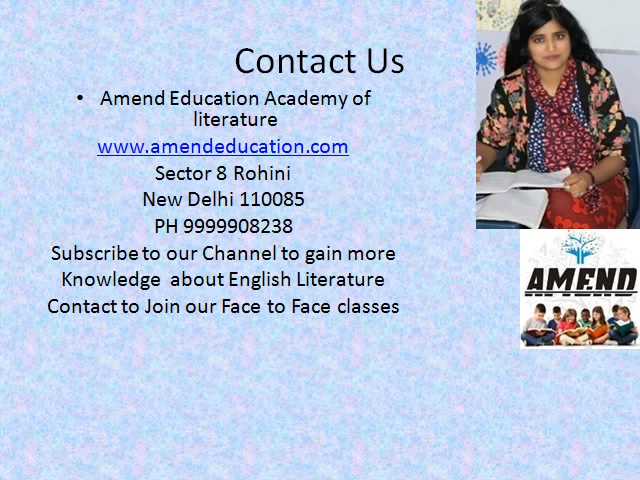 Contact Us
• Amend Education Academy of
literature
www.amendeducation.com
Sector 8 Rohini
New Delhi 110085
PH 9999908238
Subscribe to our Channel to gain more
Knowledge about English Literature
Contact to Join our Face to Face classes
AMEND